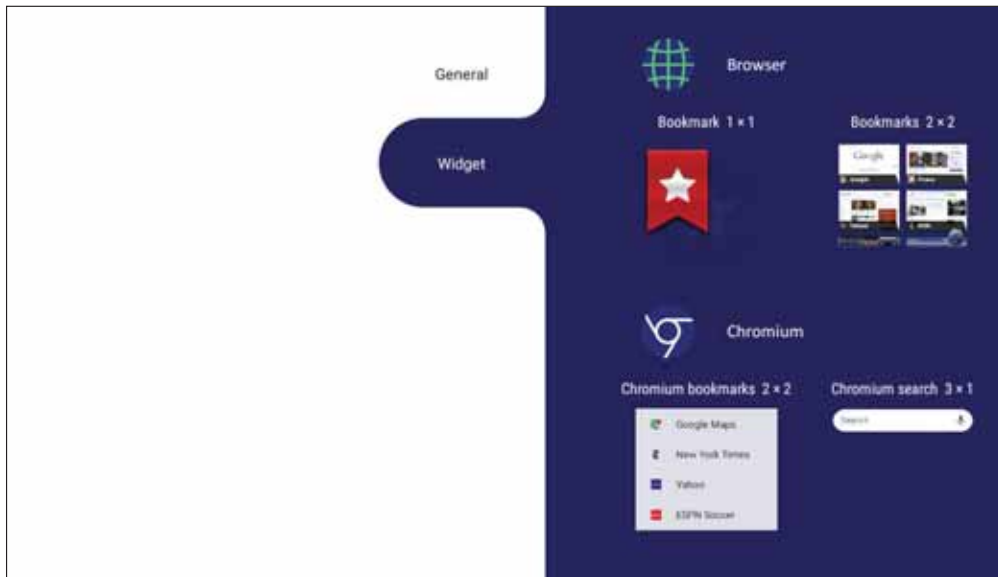 General
Widget
Browser
Bookmark 1 × 1
Bookmarks 2 × 2
Google
Chromium
Chromium bookmarks 2 × 2
Chromium search 3 × 1
Search
Google Maps
New York Times
Yahoo
ESPN Soccer